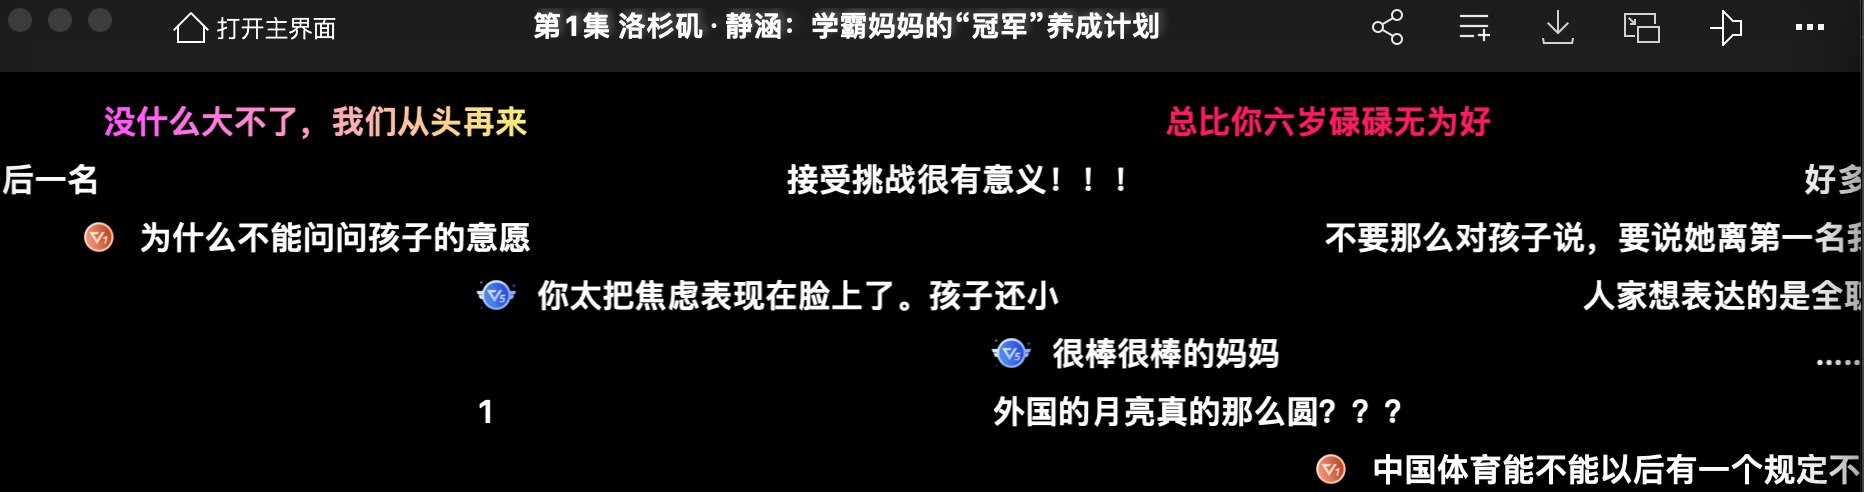 打开主界面
第1集 洛杉矶·静涵：学霸妈妈的“冠军”养成计划
没什么大不了，我们从头再来
总比你六岁碌碌无为好
后一名
接受挑战很有意义！！！
好多
为什么不能问问孩子的意愿
不要那么对孩子说，要说她离第一名
你太把焦虑表现在脸上了。孩子还小
人家想表达的是全
很棒很棒的妈妈
.....
1
外国的月亮真的那么圆？？？
中国体育能不能以后有一个规定不